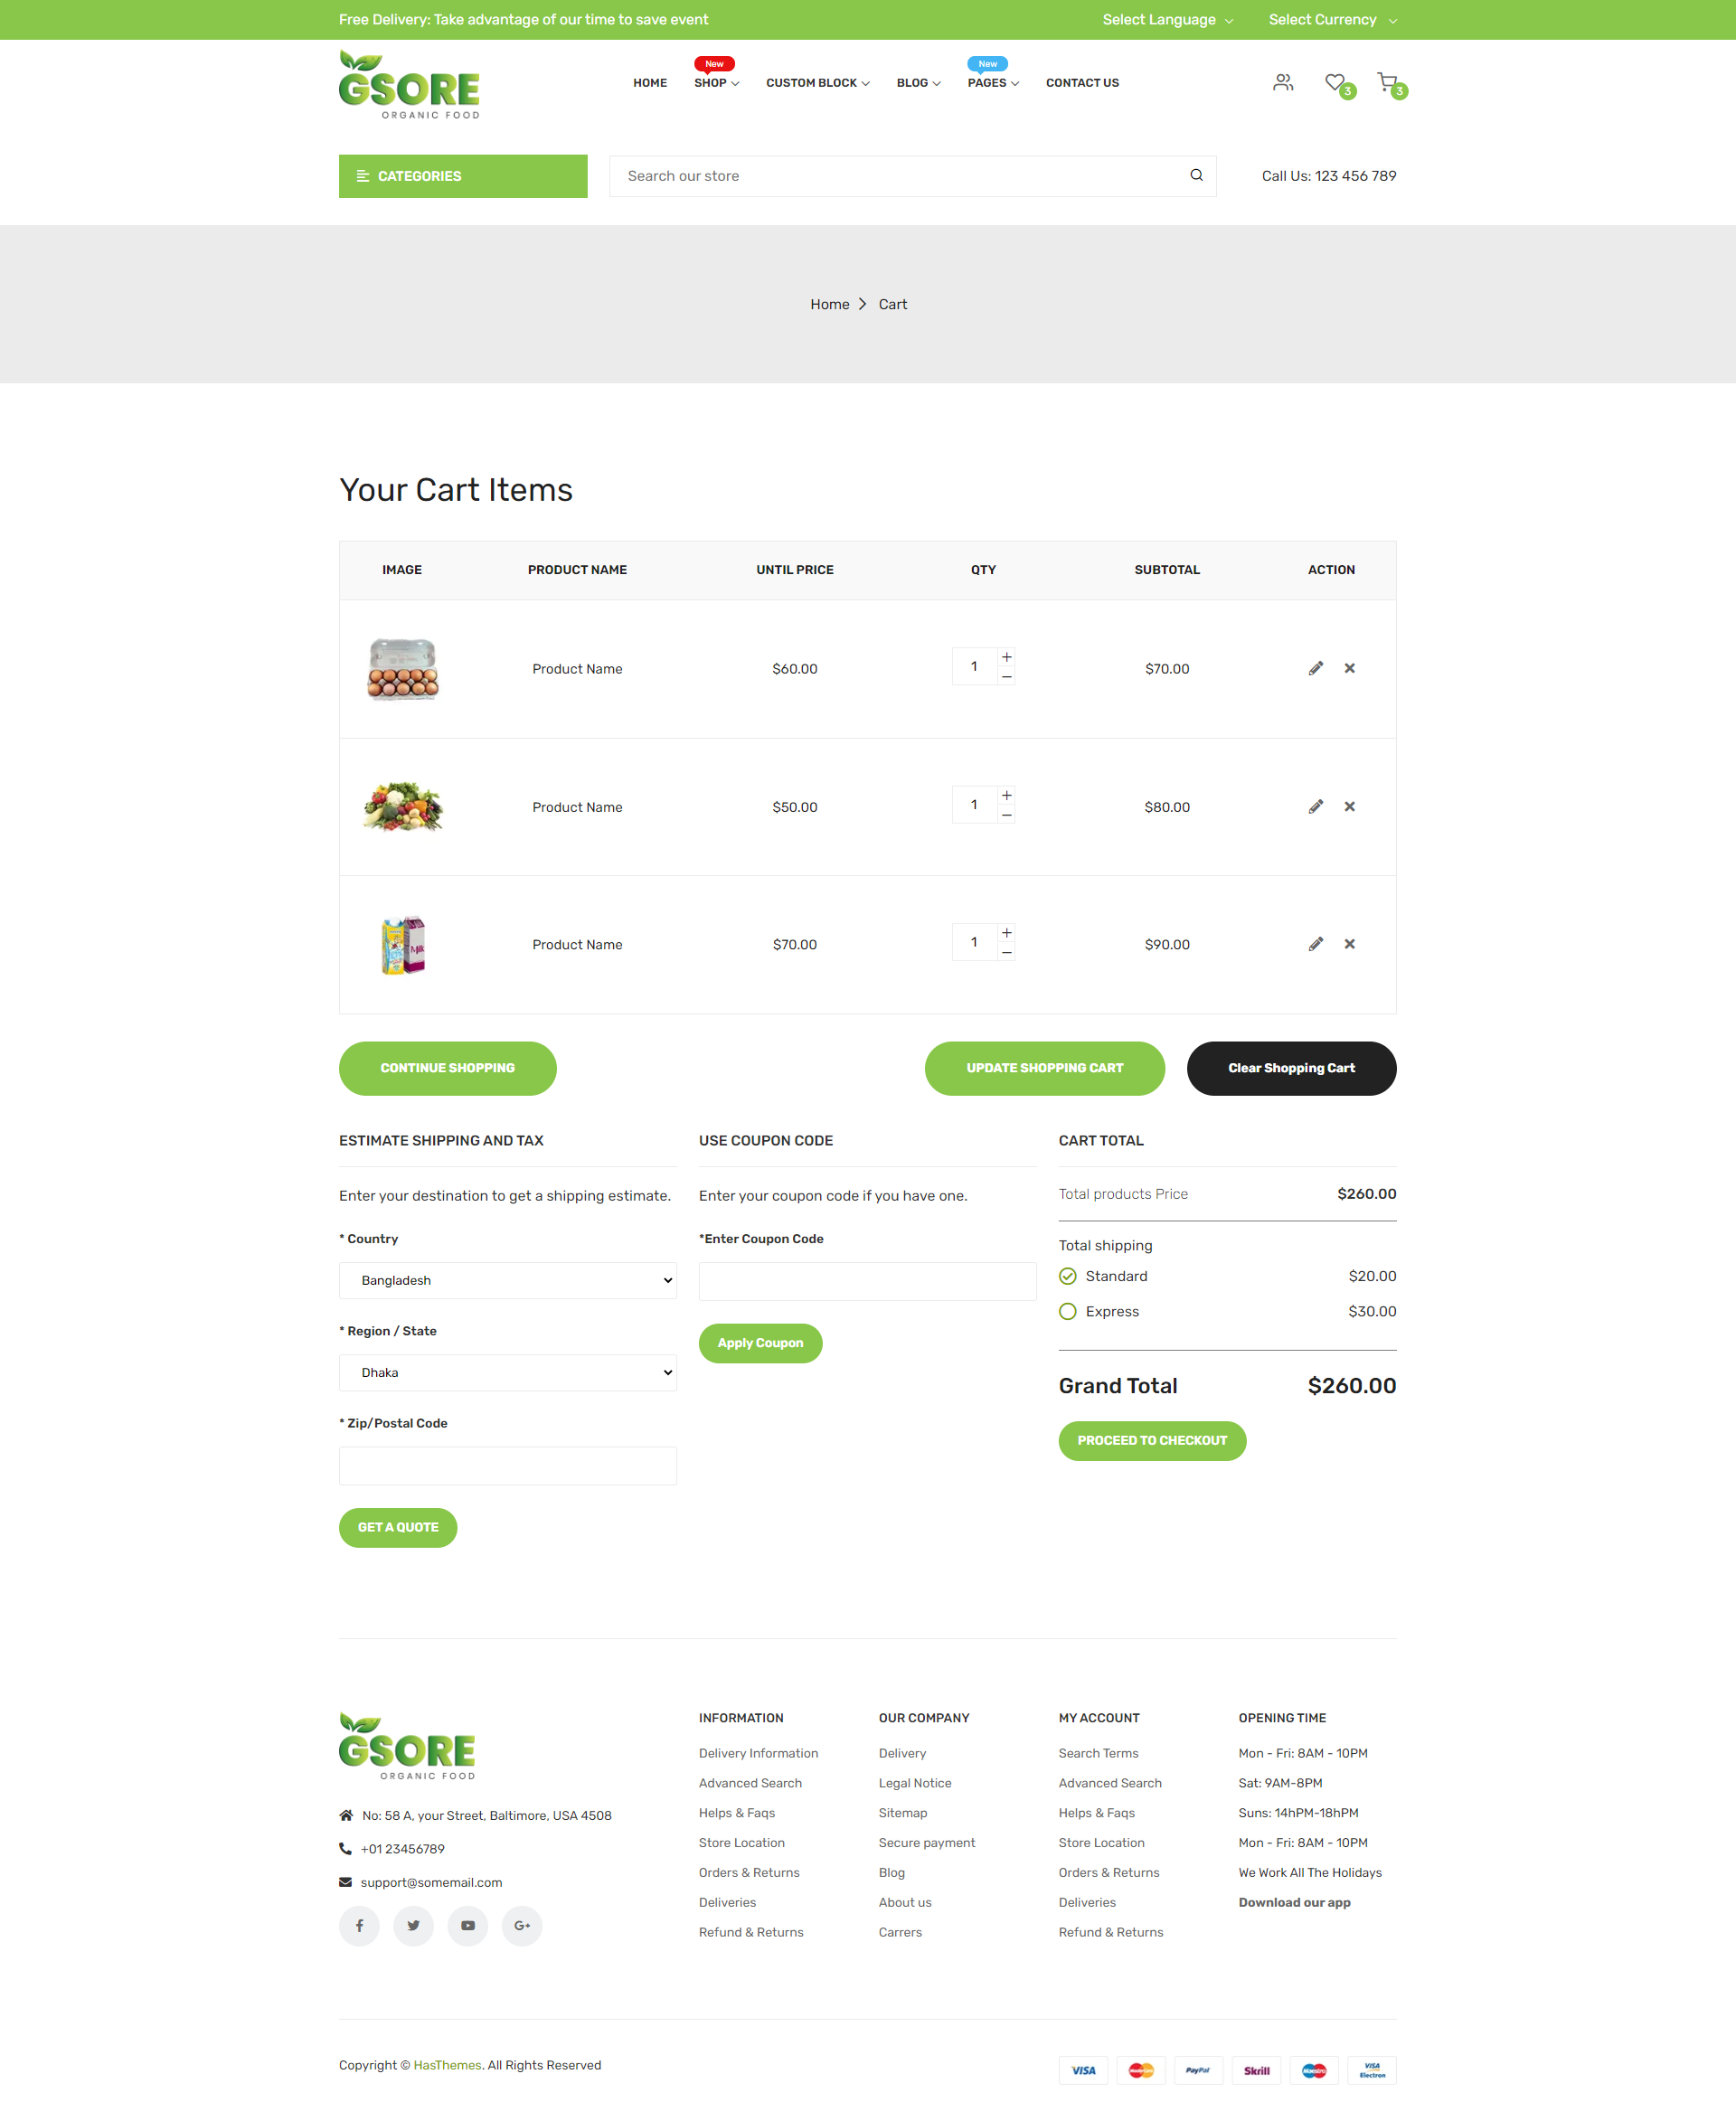 Free Delivery: Take advantage of our time to save event
Select Language
Select Currency
GSORE
ORGANIC FOOD
HOME
New
SHOP
CUSTOM BLOCK
BLOG
New
PAGES
CONTACT US
3
3
CATEGORIES
Search our store
Call Us: 123 456 789
Home
Cart
Your Cart Items
IMAGE PRODUCT NAME UNTIL PRICE QTY SUBTOTAL ACTION
Product Name $60.00 1 + − $70.00
Product Name $50.00 1 + − $80.00
Milk
Product Name $70.00 1 + − $90.00
CONTINUE SHOPPING
UPDATE SHOPPING CART
Clear Shopping Cart
ESTIMATE SHIPPING AND TAX
Enter your destination to get a shipping estimate.
* Country
Bangladesh
* Region / State
Dhaka
* Zip/Postal Code
GET A QUOTE
USE COUPON CODE
Enter your coupon code if you have one.
*Enter Coupon Code
Apply Coupon
CART TOTAL
Total products Price $260.00
Total shipping
Standard $20.00
Express $30.00
Grand Total $260.00
PROCEED TO CHECKOUT
GSORE
ORGANIC FOOD
No: 58 A, your Street, Baltimore, USA 4508
+01 23456789
support@somemail.com
G+
INFORMATION
Delivery Information
Advanced Search
Helps & Faqs
Store Location
Orders & Returns
Deliveries
Refund & Returns
OUR COMPANY
Delivery
Legal Notice
Sitemap
Secure payment
Blog
About us
Carrers
MY ACCOUNT
Search Terms
Advanced Search
Helps & Faqs
Store Location
Orders & Returns
Deliveries
Refund & Returns
OPENING TIME
Mon - Fri: 8AM - 10PM
Sat: 9AM-8PM
Suns: 14hPM-18hPM
Mon - Fri: 8AM - 10PM
We Work All The Holidays
Download our app
Copyright © HasThemes. All Rights Reserved
VISA
MasterCard
PayPal
Skrill
Maestro
VISA
Electron